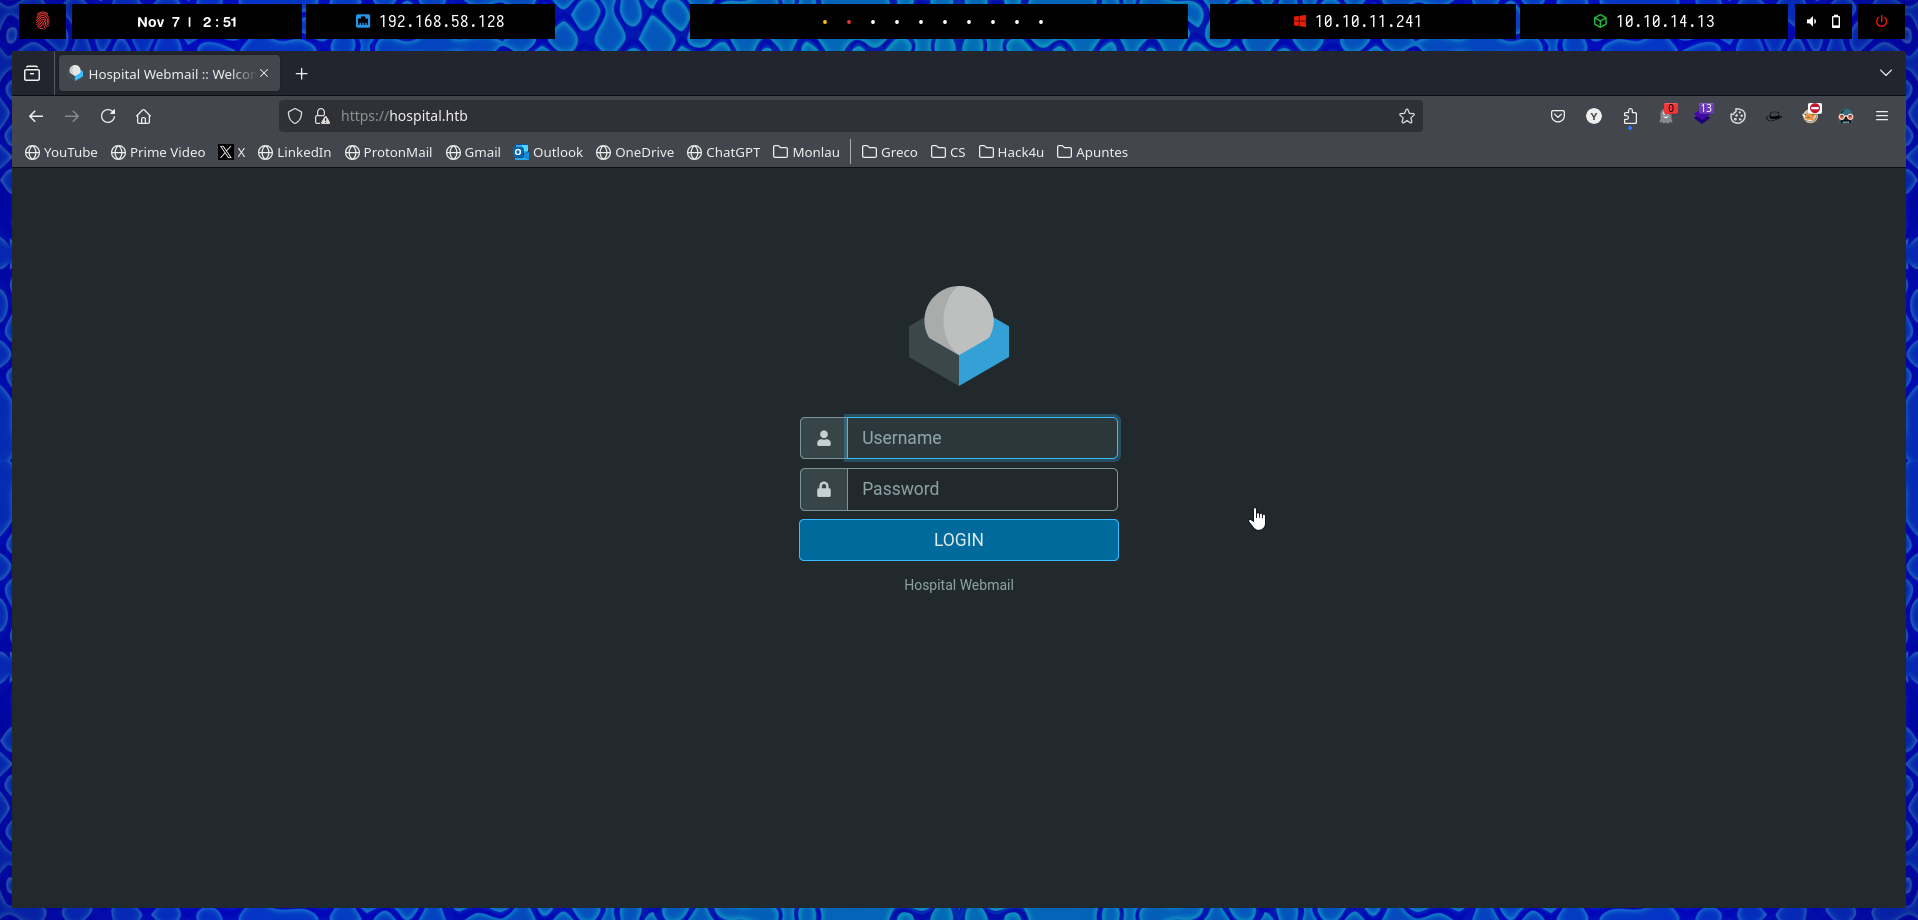 Nov 7 | 2:51 192.168.58.128 10.10.11.241 10.10.14.13
Hospital Webmail :: Welco
https://hospital.htb 0 13
YouTube Prime Video X LinkedIn ProtonMail Gmail Outlook OneDrive ChatGPT Monlau Greco CS Hack4u Apuntes
Username
Password
LOGIN
Hospital Webmail